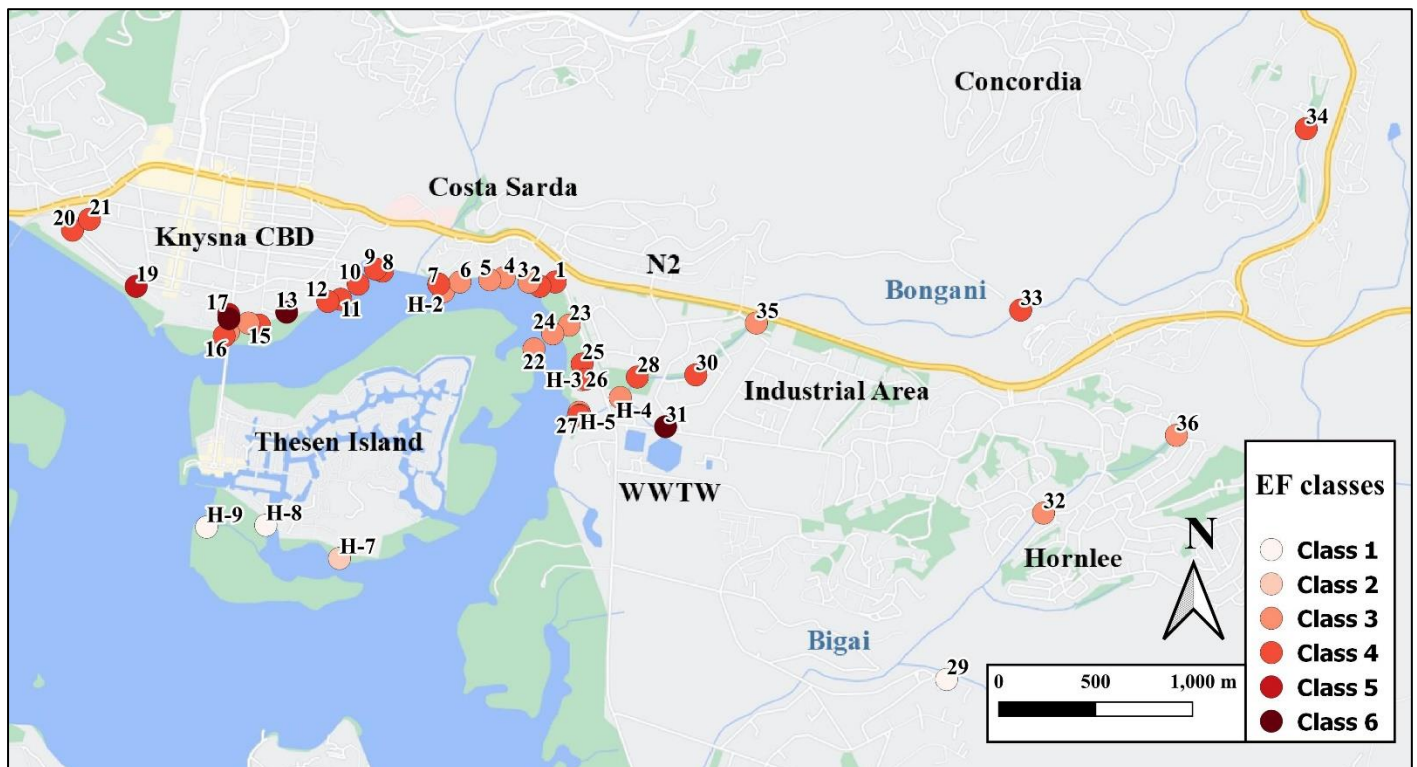 Concordia
34
Costa Sarda
21
20
Knysna CBD
9
8
10
7
6
5
4
3
2
1
N2
Bongani
33
19
12
11
H-2
17
13
15
16
24
23
22
35
25
28
30
H-3
26
Industrial Area
H-4
27
H-5
31
Thesen Island
WWTW
36
H-9
H-8
H-7
32
Hornlee
Bigai
29
N
0 500 1,000 m
EF classes
Class 1
Class 2
Class 3
Class 4
Class 5
Class 6